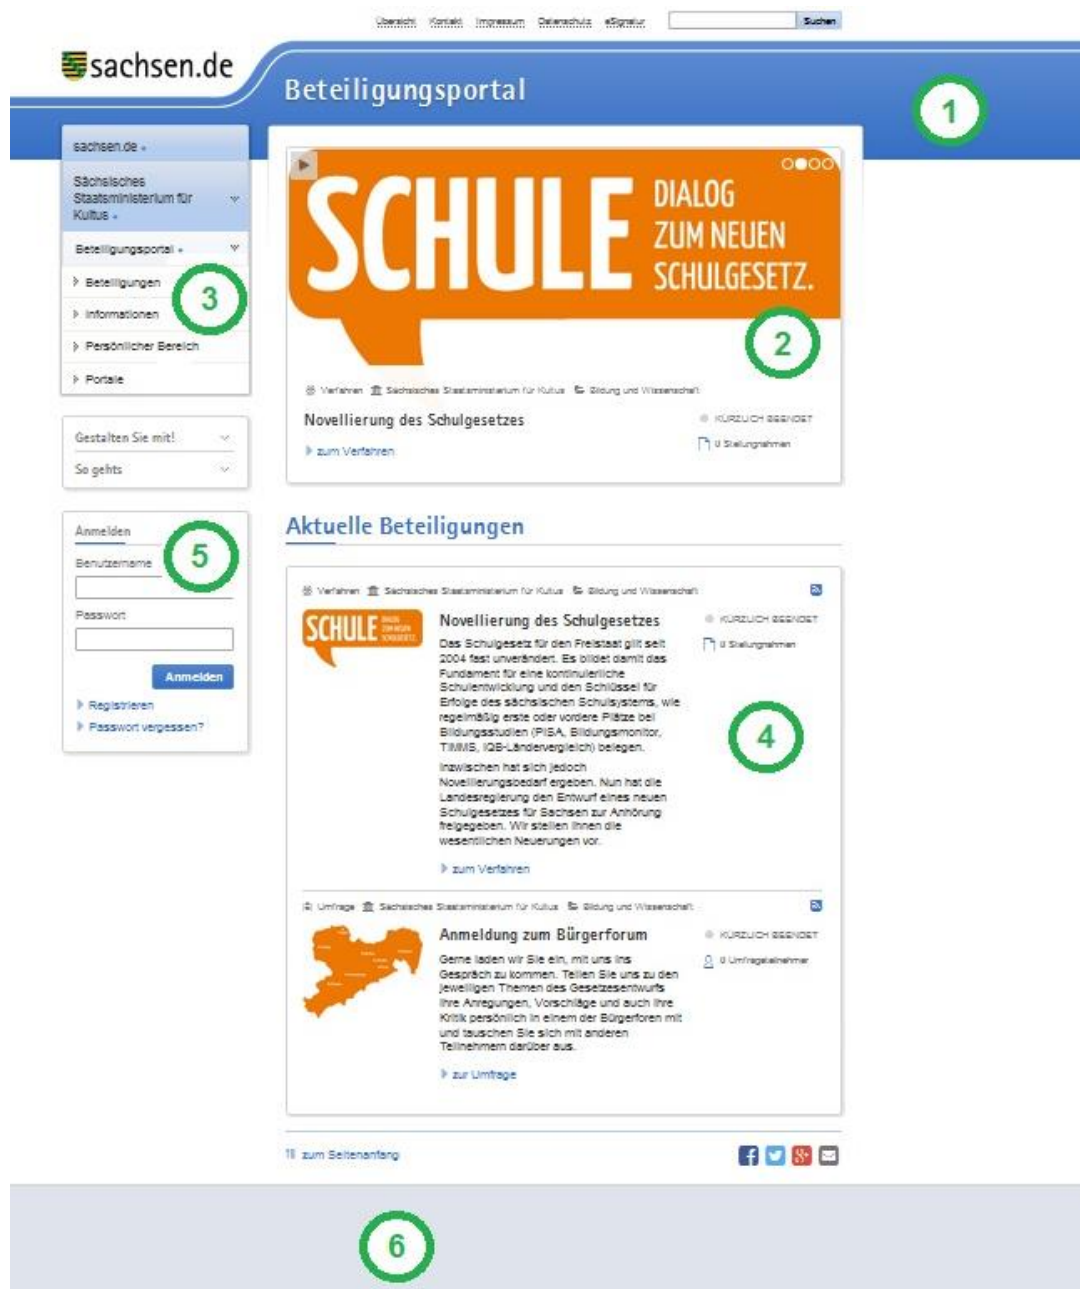 Übersicht Kontakt Impressum Datenschutz eSignatur Suchen
sachsen.de
Beteiligungsportal
1
sachsen.de
Sächsisches
Staatsministerium für
Kultus
Beteiligungsportal
Beteiligungen
Informationen
Persönlicher Bereich
Portale
3
Gestalten Sie mit!
So gehts
Anmelden
5
Benutzername
Passwort
Anmelden
Registrieren
Passwort vergessen?
SCHULE
DIALOG
ZUM NEUEN
SCHULGESETZ.
2
Verfahren Sächsisches Staatsministerium für Kultus Bildung und Wissenschaft
Novellierung des Schulgesetzes
KÜRZLICH BEENDET
zum Verfahren
0 Stellungnahmen
Aktuelle Beteiligungen
Verfahren Sächsisches Staatsministerium für Kultus Bildung und Wissenschaft
SCHULE
DIALOG
ZUM NEUEN
SCHULGESETZ.
Novellierung des Schulgesetzes
KÜRZLICH BEENDET
0 Stellungnahmen
Das Schulgesetz für den Freistaat gilt seit
2004 fast unverändert. Es bildet damit das
Fundament für eine kontinuierliche
Schulentwicklung und den Schlüssel für
Erfolge des sächsischen Schulsystems, wie
regelmäßig erste oder vordere Plätze bei
Bildungsstudien (PISA, Bildungsmonitor,
TIMMS, IQB-Ländervergleich) belegen.
Inzwischen hat sich jedoch
Novellierungsbedarf ergeben. Nun hat die
Landesregierung den Entwurf eines neuen
Schulgesetzes für Sachsen zur Anhörung
freigegeben. Wir stellen Ihnen die
wesentlichen Neuerungen vor.
zum Verfahren
4
Umfrage Sächsisches Staatsministerium für Kultus Bildung und Wissenschaft
Anmeldung zum Bürgerforum
KÜRZLICH BEENDET
0 Umfrageteilnehmer
Gerne laden wir Sie ein, mit uns ins
Gespräch zu kommen. Teilen Sie uns zu den
jeweiligen Themen des Gesetzesentwurfs
Ihre Anregungen, Vorschläge und auch Ihre
Kritik persönlich in einem der Bürgerforen mit
und tauschen Sie sich mit anderen
Teilnehmern darüber aus.
zur Umfrage
zum Seitenanfang
6